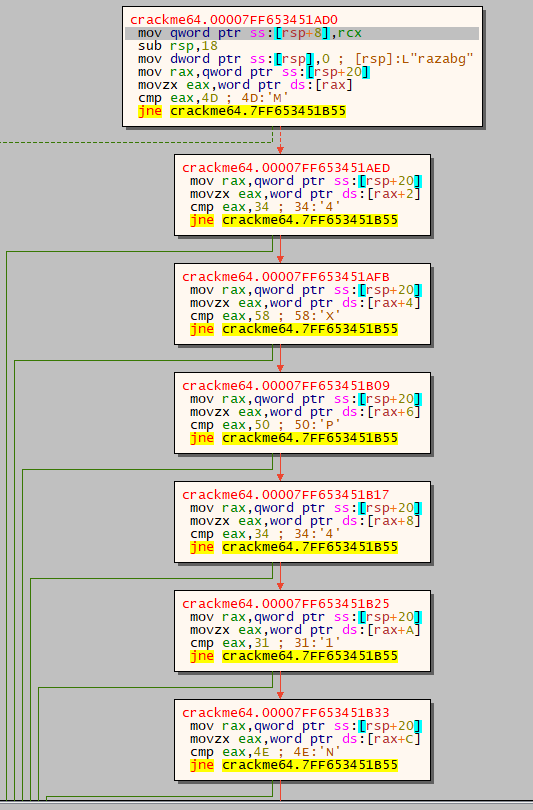 crackme64.00007FF653451AD0
mov qword ptr ss:[rsp+8],rcx
sub rsp,18
mov dword ptr ss:[rsp],0 ; [rsp]:L"razabg"
mov rax,qword ptr ss:[rsp+20]
movzx eax,word ptr ds:[rax]
cmp eax,4D ; 4D:'M'
jne crackme64.7FF653451B55
crackme64.00007FF653451AED
mov rax,qword ptr ss:[rsp+20]
movzx eax,word ptr ds:[rax+2]
cmp eax,34 ; 34:'4'
jne crackme64.7FF653451B55
crackme64.00007FF653451AFB
mov rax,qword ptr ss:[rsp+20]
movzx eax,word ptr ds:[rax+4]
cmp eax,58 ; 58:'X'
jne crackme64.7FF653451B55
crackme64.00007FF653451B09
mov rax,qword ptr ss:[rsp+20]
movzx eax,word ptr ds:[rax+6]
cmp eax,50 ; 50:'P'
jne crackme64.7FF653451B55
crackme64.00007FF653451B17
mov rax,qword ptr ss:[rsp+20]
movzx eax,word ptr ds:[rax+8]
cmp eax,34 ; 34:'4'
jne crackme64.7FF653451B55
crackme64.00007FF653451B25
mov rax,qword ptr ss:[rsp+20]
movzx eax,word ptr ds:[rax+A]
cmp eax,31 ; 31:'1'
jne crackme64.7FF653451B55
crackme64.00007FF653451B33
mov rax,qword ptr ss:[rsp+20]
movzx eax,word ptr ds:[rax+C]
cmp eax,4E ; 4E:'N'
jne crackme64.7FF653451B55